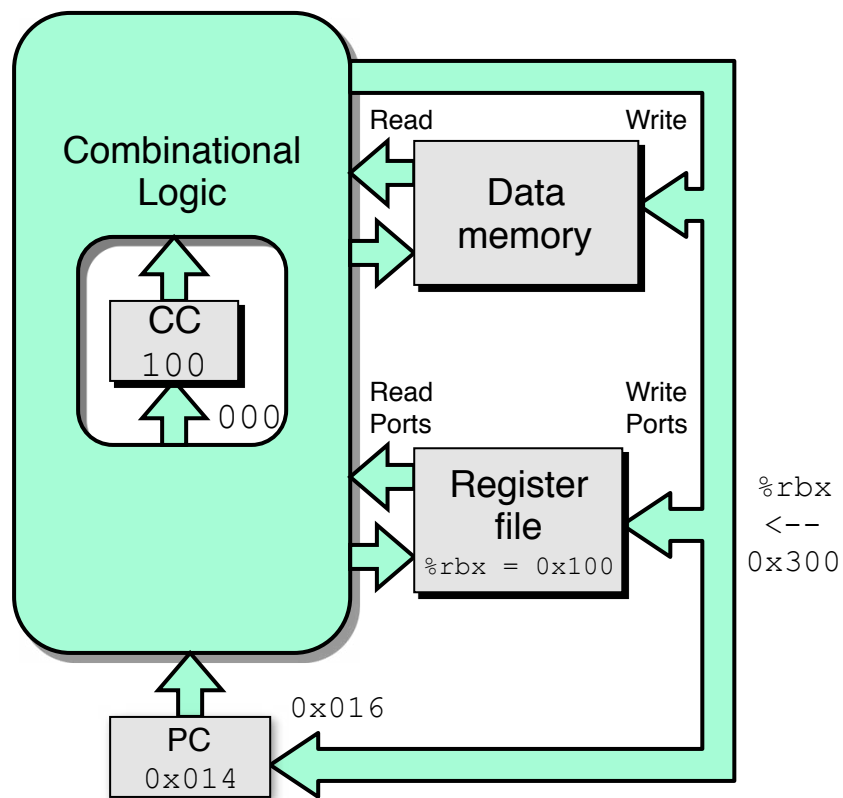 Combinational
Logic
CC
100
000
Read
Write
Data
memory
Read
Ports
Write
Ports
Register
file
%rbx = 0x100
%rbx
<--
0x300
0x016
PC
0x014